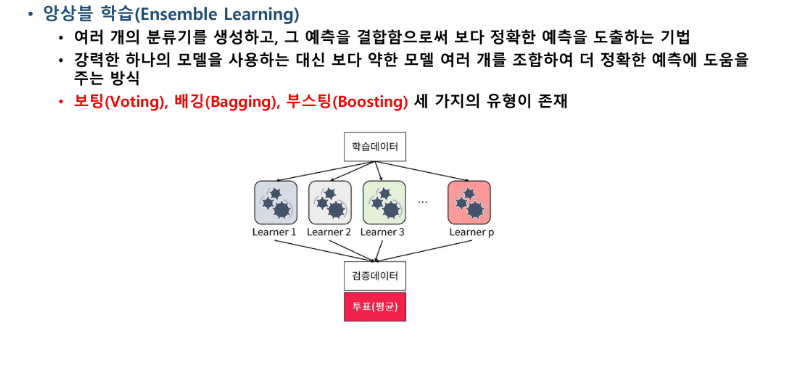 • 앙상블 학습(Ensemble Learning)
• 여러 개의 분류기를 생성하고, 그 예측을 결합함으로써 보다 정확한 예측을 도출하는 기법
• 강력한 하나의 모델을 사용하는 대신 보다 약한 모델 여러 개를 조합하여 더 정확한 예측에 도움을
주는 방식
• 보팅(Voting), 배깅(Bagging), 부스팅(Boosting) 세 가지의 유형이 존재
학습데이터
...
Learner 1 Learner 2 Learner 3 Learner p
검증데이터
투표(평균)